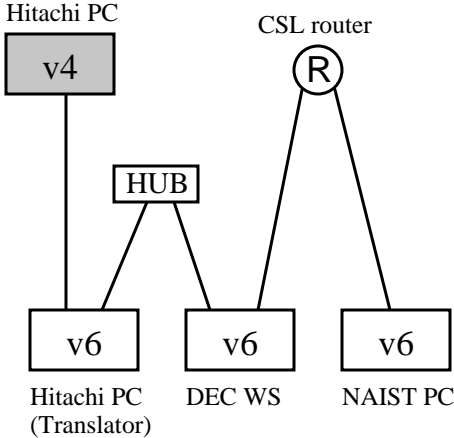 Hitachi PC
CSL router
v4
R
HUB
v6
v6
v6
Hitachi PC
(Translator)
DEC WS
NAIST PC